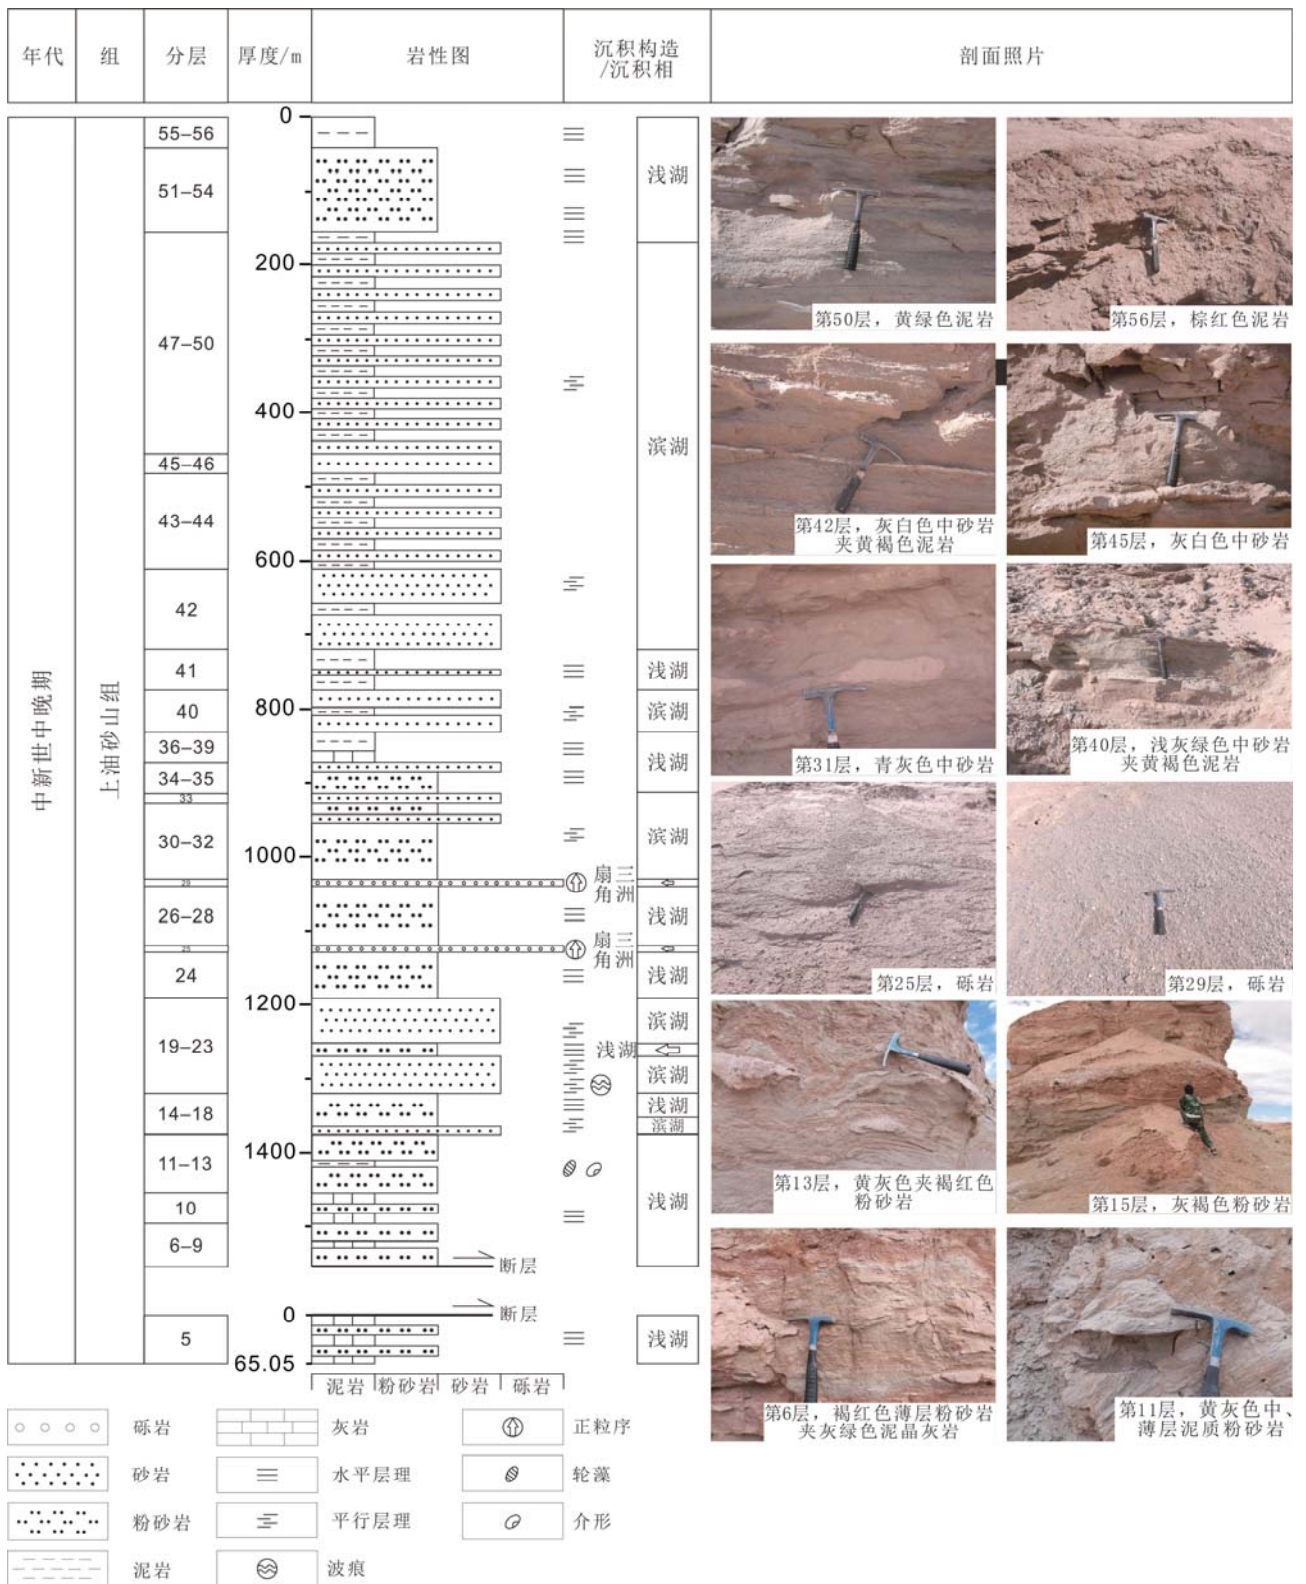 年代
组
分层
厚度/m
岩性图
沉积构造
/沉积相
剖面照片
中新世中晚期
上油砂山组
55–56
51–54
47–50
45–46
43–44
42
41
40
36–39
34–35
33
30–32
29
26–28
25
24
19–23
14–18
11–13
10
6–9
5
0
200
400
600
800
1000
1200
1400
断层
断层
0
65.05
泥岩
粉砂岩
砂岩
砾岩
扇三
角洲
扇三
角洲
浅湖
浅湖
滨湖
浅湖
滨湖
浅湖
滨湖
浅湖
浅湖
滨湖
滨湖
浅湖
滨湖
浅湖
浅湖
第50层，黄绿色泥岩
第56层，棕红色泥岩
第42层，灰白色中砂岩
夹黄褐色泥岩
第45层，灰白色中砂岩
第31层，青灰色中砂岩
第40层，浅灰绿色中砂岩
夹黄褐色泥岩
第25层，砾岩
第29层，砾岩
第13层，黄灰色夹褐红色
粉砂岩
第15层，灰褐色粉砂岩
第6层，褐红色薄层粉砂岩
夹灰绿色泥晶灰岩
第11层，黄灰色中、
薄层泥质粉砂岩
砾岩
灰岩
正粒序
砂岩
水平层理
轮藻
粉砂岩
平行层理
介形
泥岩
波痕